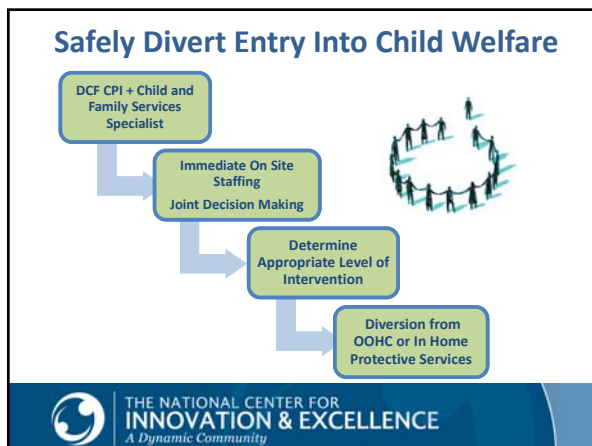 Safely Divert Entry Into Child Welfare
DCF CPI + Child and
Family Services
Specialist
Immediate On Site
Staffing
Joint Decision Making
Determine
Appropriate Level of
Intervention
Diversion from
OOHC or In Home
Protective Services
THE NATIONAL CENTER FOR
INNOVATION & EXCELLENCE
A Dynamic Community